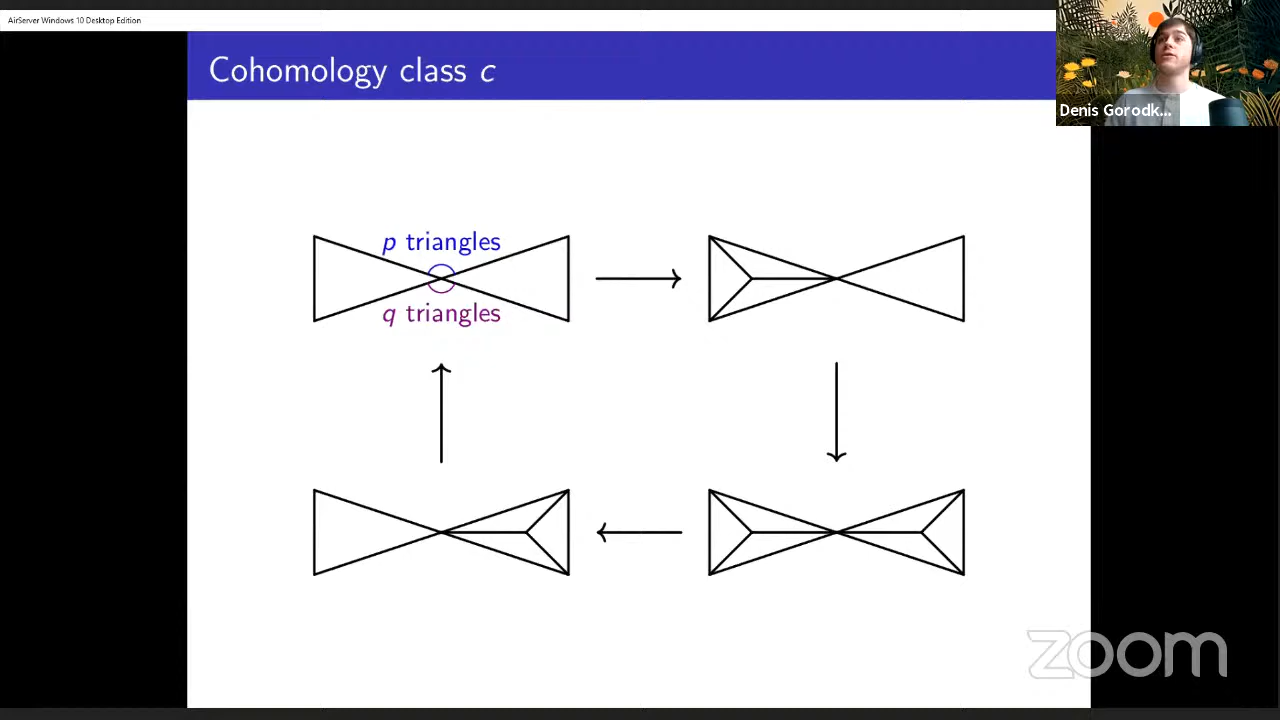 AirServer Windows 10 Desktop Edition
Cohomology class c
Denis Gorodk...
p triangles
q triangles
zoom